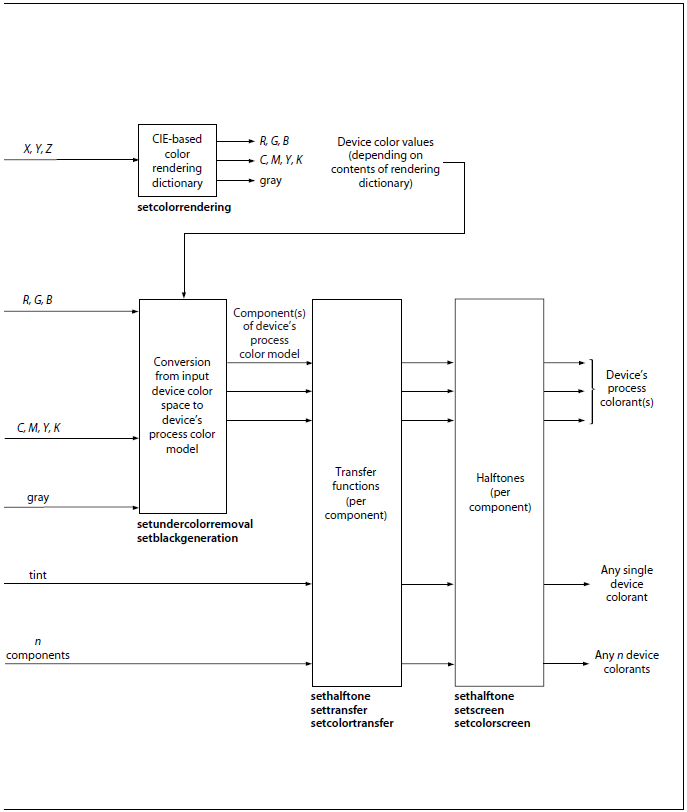 X, Y, Z
CIE-based
color
rendering
dictionary
R, G, B
C, M, Y, K
gray
Device color values
(depending on
contents of rendering
dictionary)
setcolorrendering
R, G, B
C, M, Y, K
gray
Conversion
from input
device color
space to
device’s
process color
model
setundercolorremoval
setblackgeneration
Component(s)
of device’s
process
color model
Transfer
functions
(per
component)
Halftones
(per
component)
Device’s
process
colorant(s)
tint
Any single
device
colorant
n
components
Any n device
colorants
sethalftone
settransfer
setcolortransfer
sethalftone
setscreen
setcolorscreen